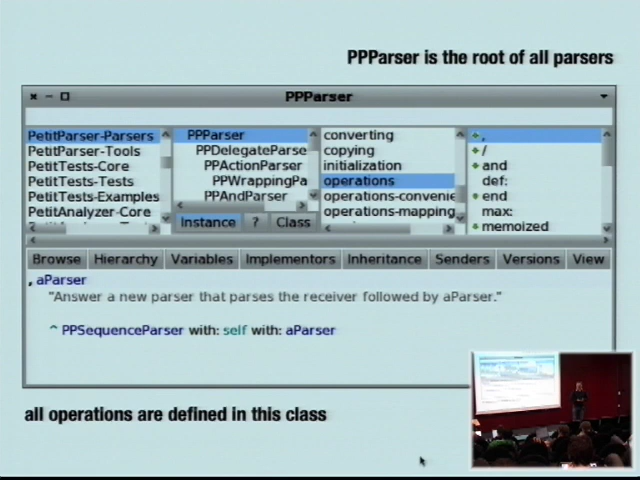 PPParser is the root of all parsers
PPParser
PetitParser-Parsers
PetitParser-Tools
PetitTests-Core
PetitTests-Tests
PetitTests-Examples
PetitAnalyzer-Core
PPParser
PPDelegateParse
PPActionParser
PPWrappingPa
PPAndParser
Instance ? Class
converting
copying
initialization
operations
operations-convenie
operations-mapping
,
/
and
def:
end
max:
memoized
Browse Hierarchy Variables Implementors Inheritance Senders Versions View
, aParser
"Answer a new parser that parses the receiver followed by aParser."
^ PPSequenceParser with: self with: aParser
all operations are defined in this class